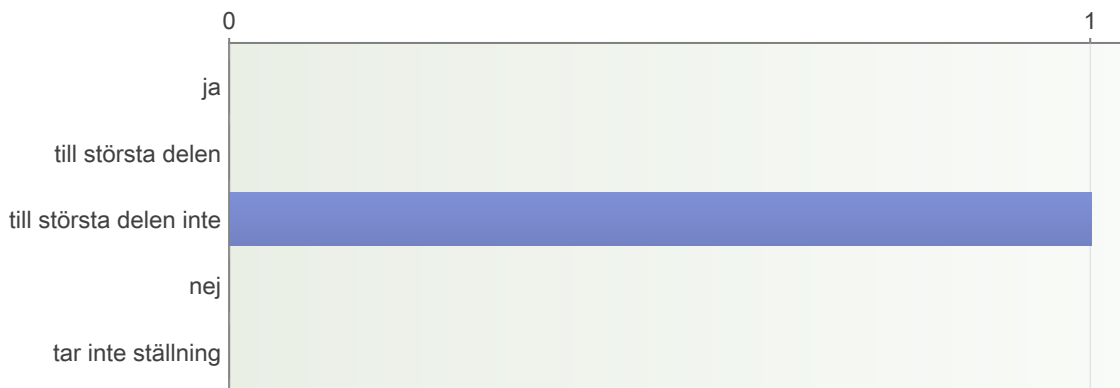 0 1
ja
till största delen
till största delen inte
nej
tar inte ställning